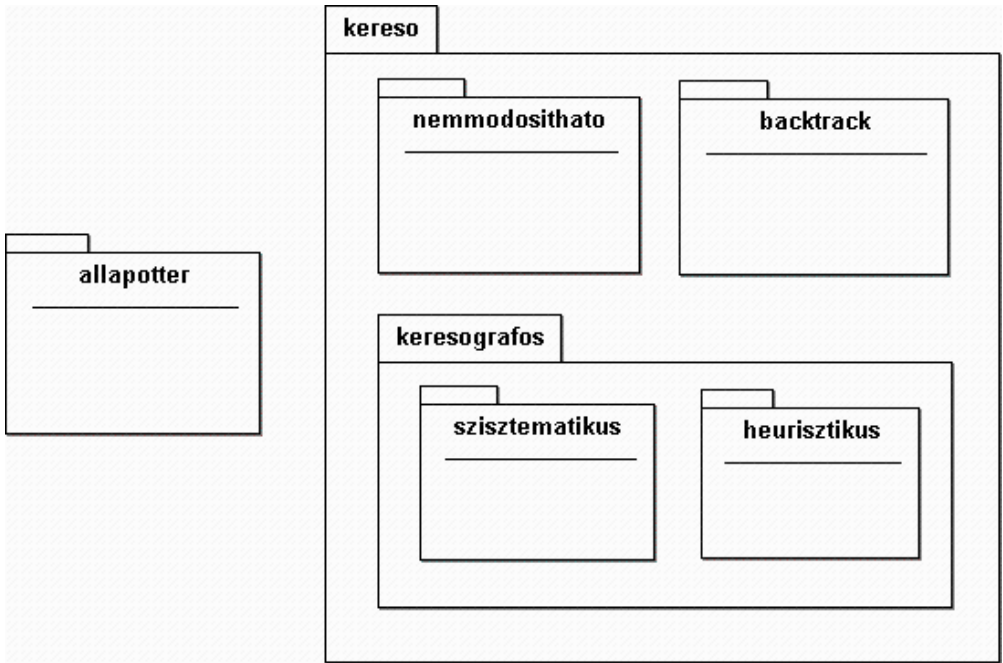 kereso
nemmodosithato
backtrack
allapotter
keresografos
szisztematikus
heurisztikus